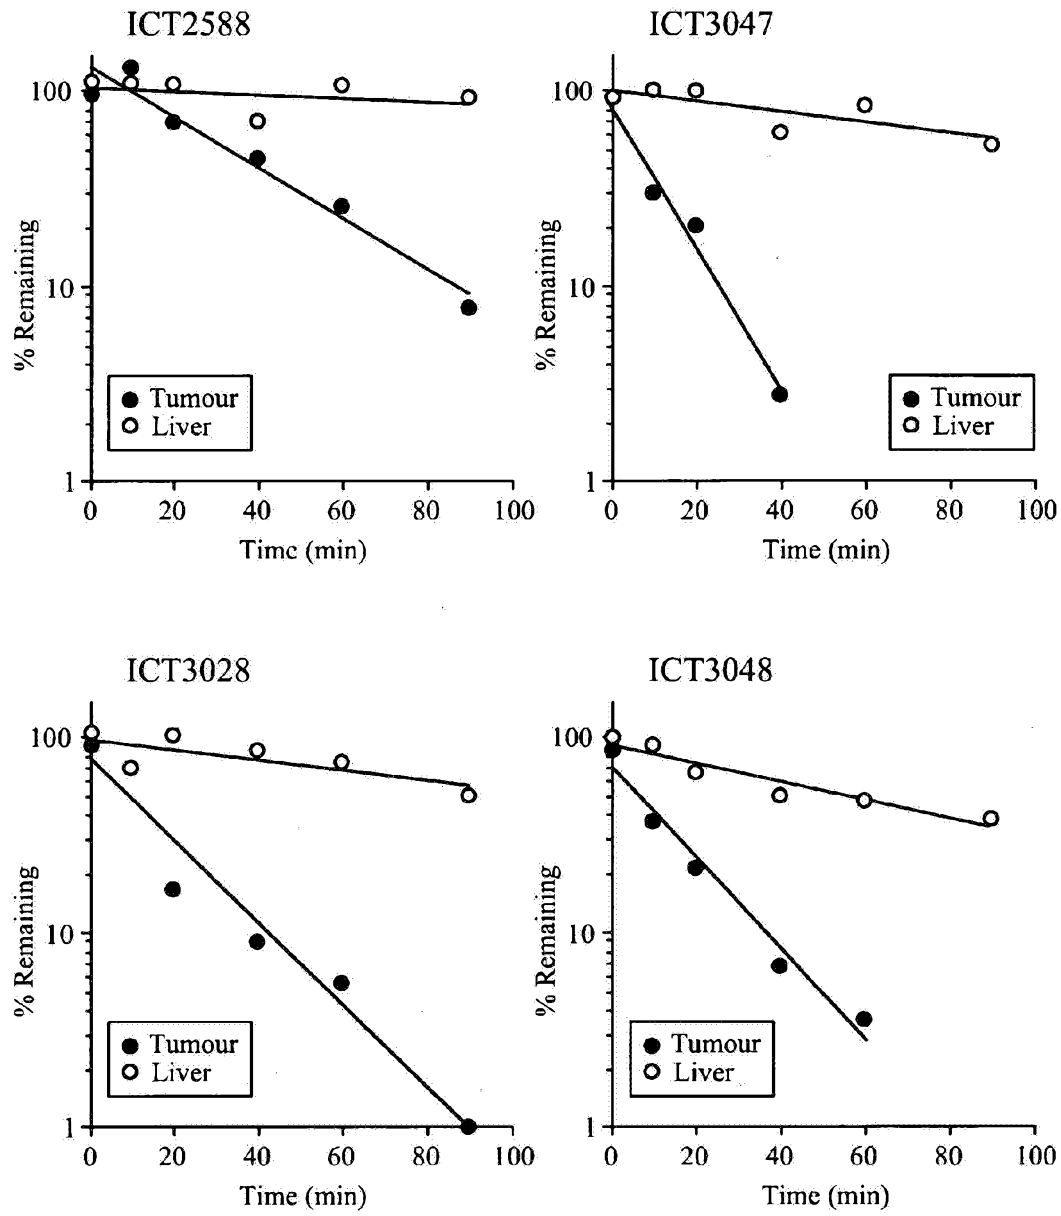 ICT2588
100
10
1
% Remaining
Tumour
Liver
0 20 40 60 80 100
Timc (min)
ICT3047
100
10
1
% Remaining
Tumour
Liver
0 20 40 60 80 100
Time (min)
ICT3028
100
10
1
% Remaining
Tumour
Liver
0 20 40 60 80 100
Time (min)
ICT3048
100
10
1
% Remaining
Tumour
Liver
0 20 40 60 80 100
Time (min)